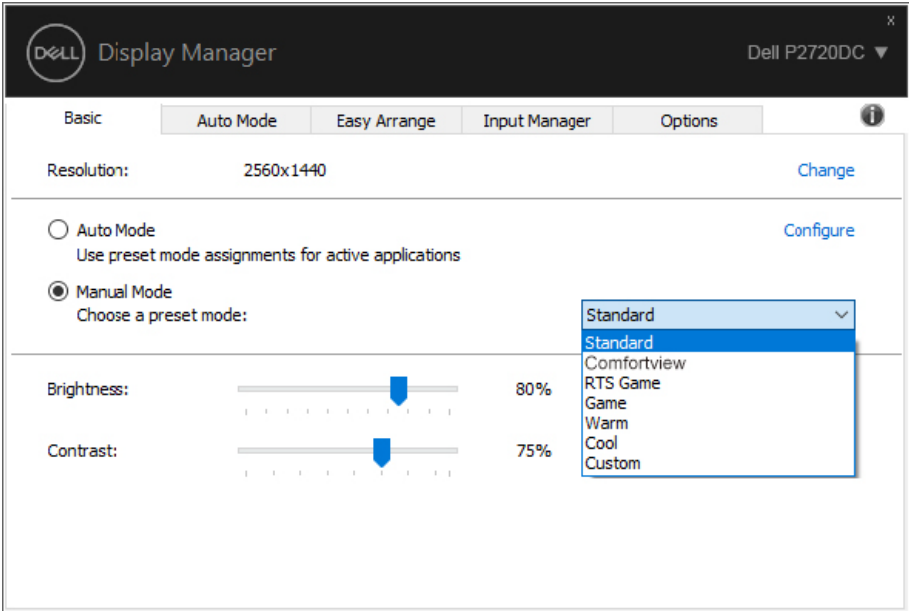 x
DELL Display Manager
Dell P2720DC ▼
Basic Auto Mode Easy Arrange Input Manager Options
Resolution: 2560x1440 Change
Auto Mode Configure
Use preset mode assignments for active applications
Manual Mode
Choose a preset mode: Standard
Standard
Comfortview
RTS Game
Game
Warm
Cool
Custom
Brightness: 80%
Contrast: 75%